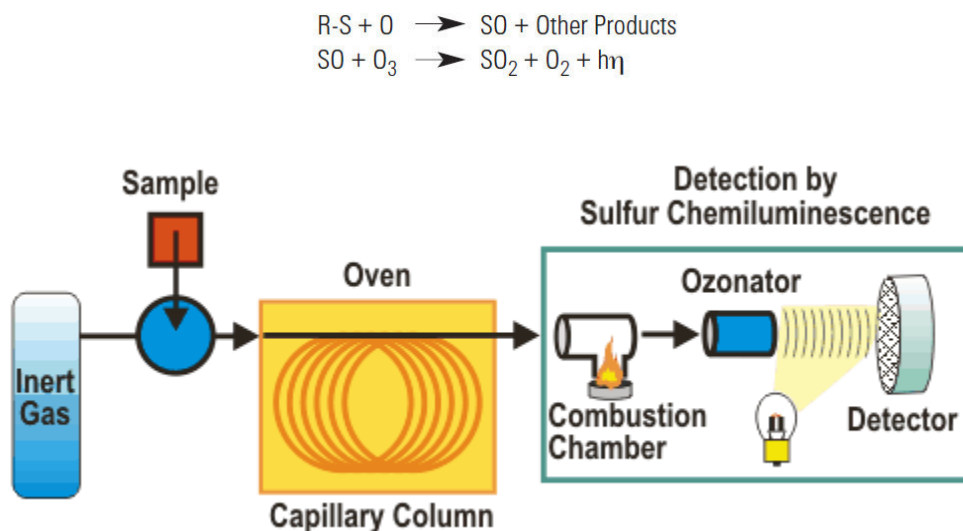 R-S + O → SO + Other Products
SO + O₃ → SO₂ + O₂ + hη
Sample
Detection by
Sulfur Chemiluminescence
Oven
Ozonator
Inert
Gas
Combustion
Chamber
Detector
Capillary Column